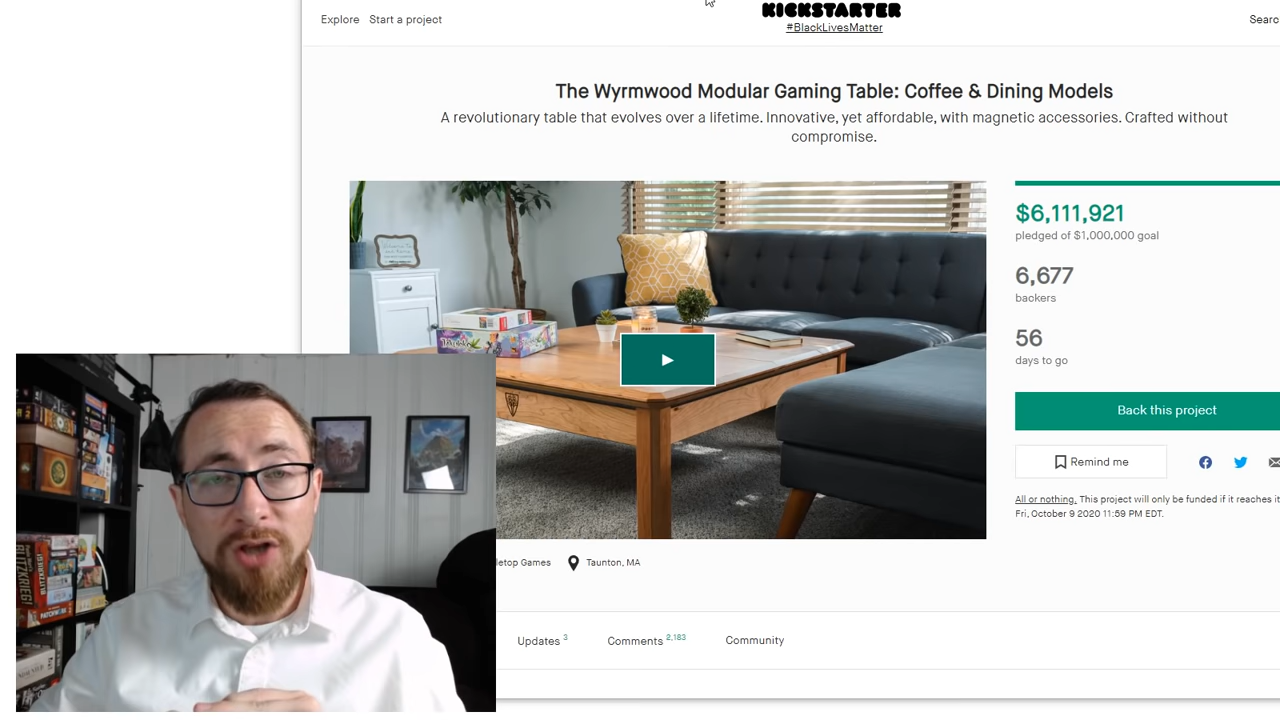 Explore Start a project
KICKSTARTER
#BlackLivesMatter
Searc
The Wyrmwood Modular Gaming Table: Coffee & Dining Models
A revolutionary table that evolves over a lifetime. Innovative, yet affordable, with magnetic accessories. Crafted without
compromise.
$6,111,921
pledged of $1,000,000 goal
6,677
backers
56
days to go
Back this project
Remind me
All or nothing. This project will only be funded if it reaches it
Fri, October 9 2020 11:59 PM EDT.
letop Games Taunton, MA
Updates 3 Comments 2,183 Community
BLITZKRIEG!
BLITZKRIEG!
PATCHWORK